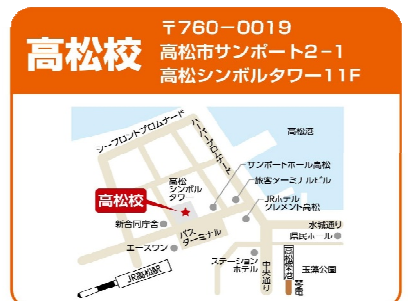 高松校
〒760-0019
高松市サンポート2-1
高松シンボルタワー11F
シーフロントプロムナード
ハーバープロムナード
高松港
サンポートホール高松
高松
シンボル
タワー
旅客ターミナルビル
高松校
JRホテル
クレメント高松
新合同庁舎
バス
ターミナル
水城通り
県民ホール
エースワン
ステーション
ホテル
中央通り
高松築港
玉藻公園
JR高松駅
琴電